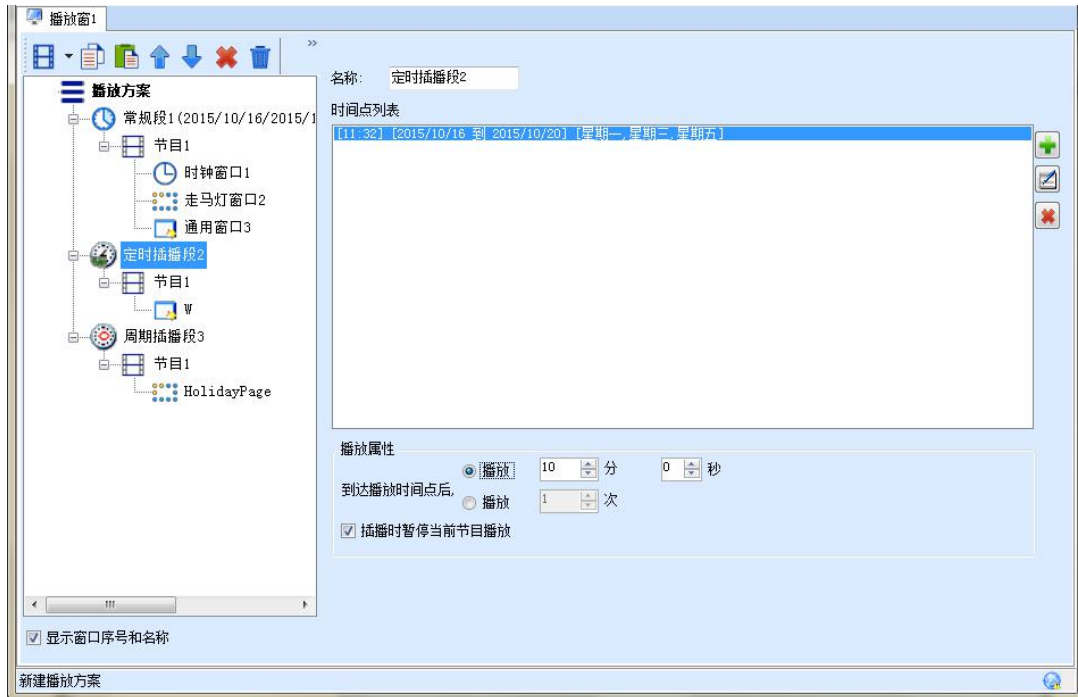 播放窗1
»
播放方案
常规段1(2015/10/16/2015/1
节目1
时钟窗口1
走马灯窗口2
通用窗口3
定时插播段2
节目1
W
周期插播段3
节目1
HolidayPage
显示窗口序号和名称
名称: 定时插播段2
时间点列表
[11:32] [2015/10/16 到 2015/10/20] [星期一,星期三,星期五]
播放属性
到达播放时间点后,
播放 10 分 0 秒
播放 1 次
插播时暂停当前节目播放
新建播放方案